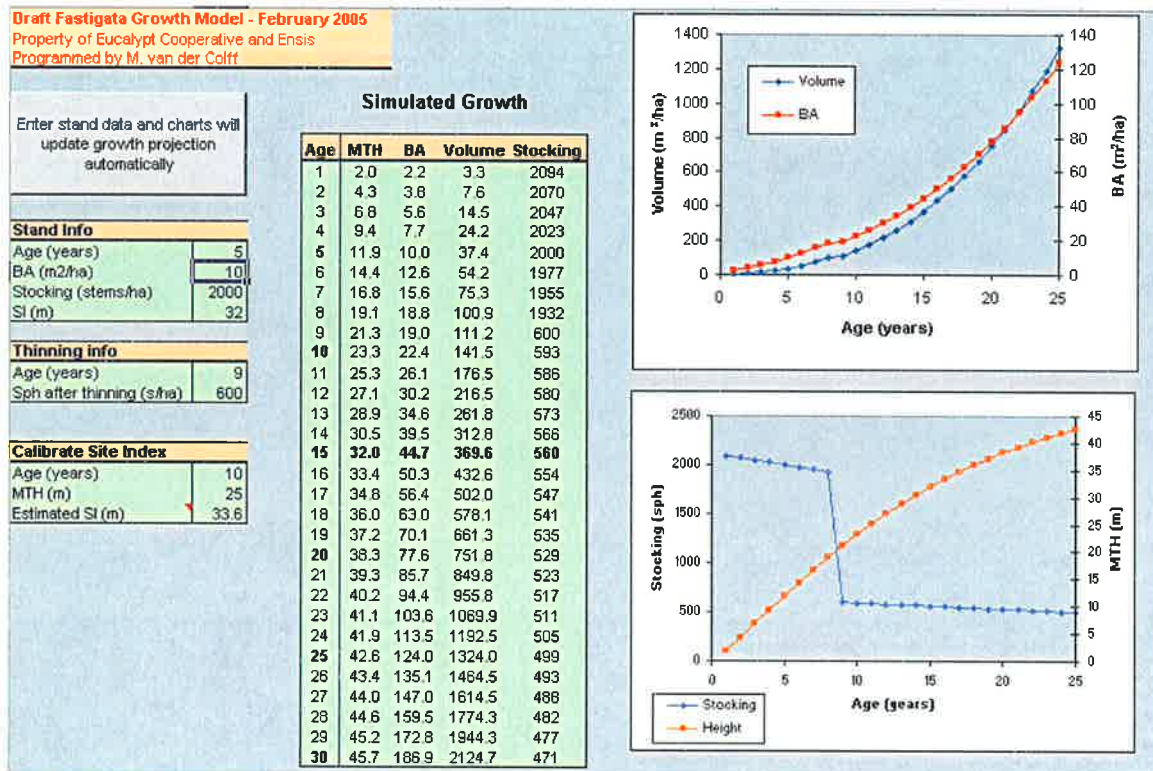 Draft Fastigata Growth Model - February 2005
Property of Eucalypt Cooperative and Ensis
Programmed by M. van der Colff
Enter stand data and charts will
update growth projection
automatically
Stand Info
Age (years) 5
BA (m2/ha) 10
Stocking (stems/ha) 2000
SI (m) 32
Thinning info
Age (years) 9
Sph after thinning (s/ha) 600
Calibrate Site Index
Age (years) 10
MTH (m) 25
Estimated SI (m) 33.6
Simulated Growth
Age MTH BA Volume Stocking
1 2.0 2.2 3.3 2094
2 4.3 3.8 7.6 2070
3 6.8 5.6 14.5 2047
4 9.4 7.7 24.2 2023
5 11.9 10.0 37.4 2000
6 14.4 12.6 54.2 1977
7 16.8 15.6 75.3 1955
8 19.1 18.8 100.9 1932
9 21.3 19.0 111.2 600
10 23.3 22.4 141.5 593
11 25.3 26.1 176.5 586
12 27.1 30.2 216.5 580
13 28.9 34.6 261.8 573
14 30.5 39.5 312.8 566
15 32.0 44.7 369.6 560
16 33.4 50.3 432.6 554
17 34.8 56.4 502.0 547
18 36.0 63.0 578.1 541
19 37.2 70.1 661.3 535
20 38.3 77.6 751.8 529
21 39.3 85.7 849.8 523
22 40.2 94.4 955.8 517
23 41.1 103.6 1069.9 511
24 41.9 113.5 1192.5 505
25 42.6 124.0 1324.0 499
26 43.4 135.1 1464.5 493
27 44.0 147.0 1614.5 488
28 44.6 159.5 1774.3 482
29 45.2 172.8 1944.3 477
30 45.7 186.9 2124.7 471
Volume (m³/ha)
1400
1200
1000
800
600
400
200
0
Volume
BA
140
120
100
80
60
40
20
0
BA (m²/ha)
0 5 10 15 20 25
Age (years)
Stocking (sph)
2500
2000
1500
1000
500
0
45
40
35
30
25
20
15
10
5
0
MTH (m)
0 5 10 15 20 25
Age (years)
Stocking
Height